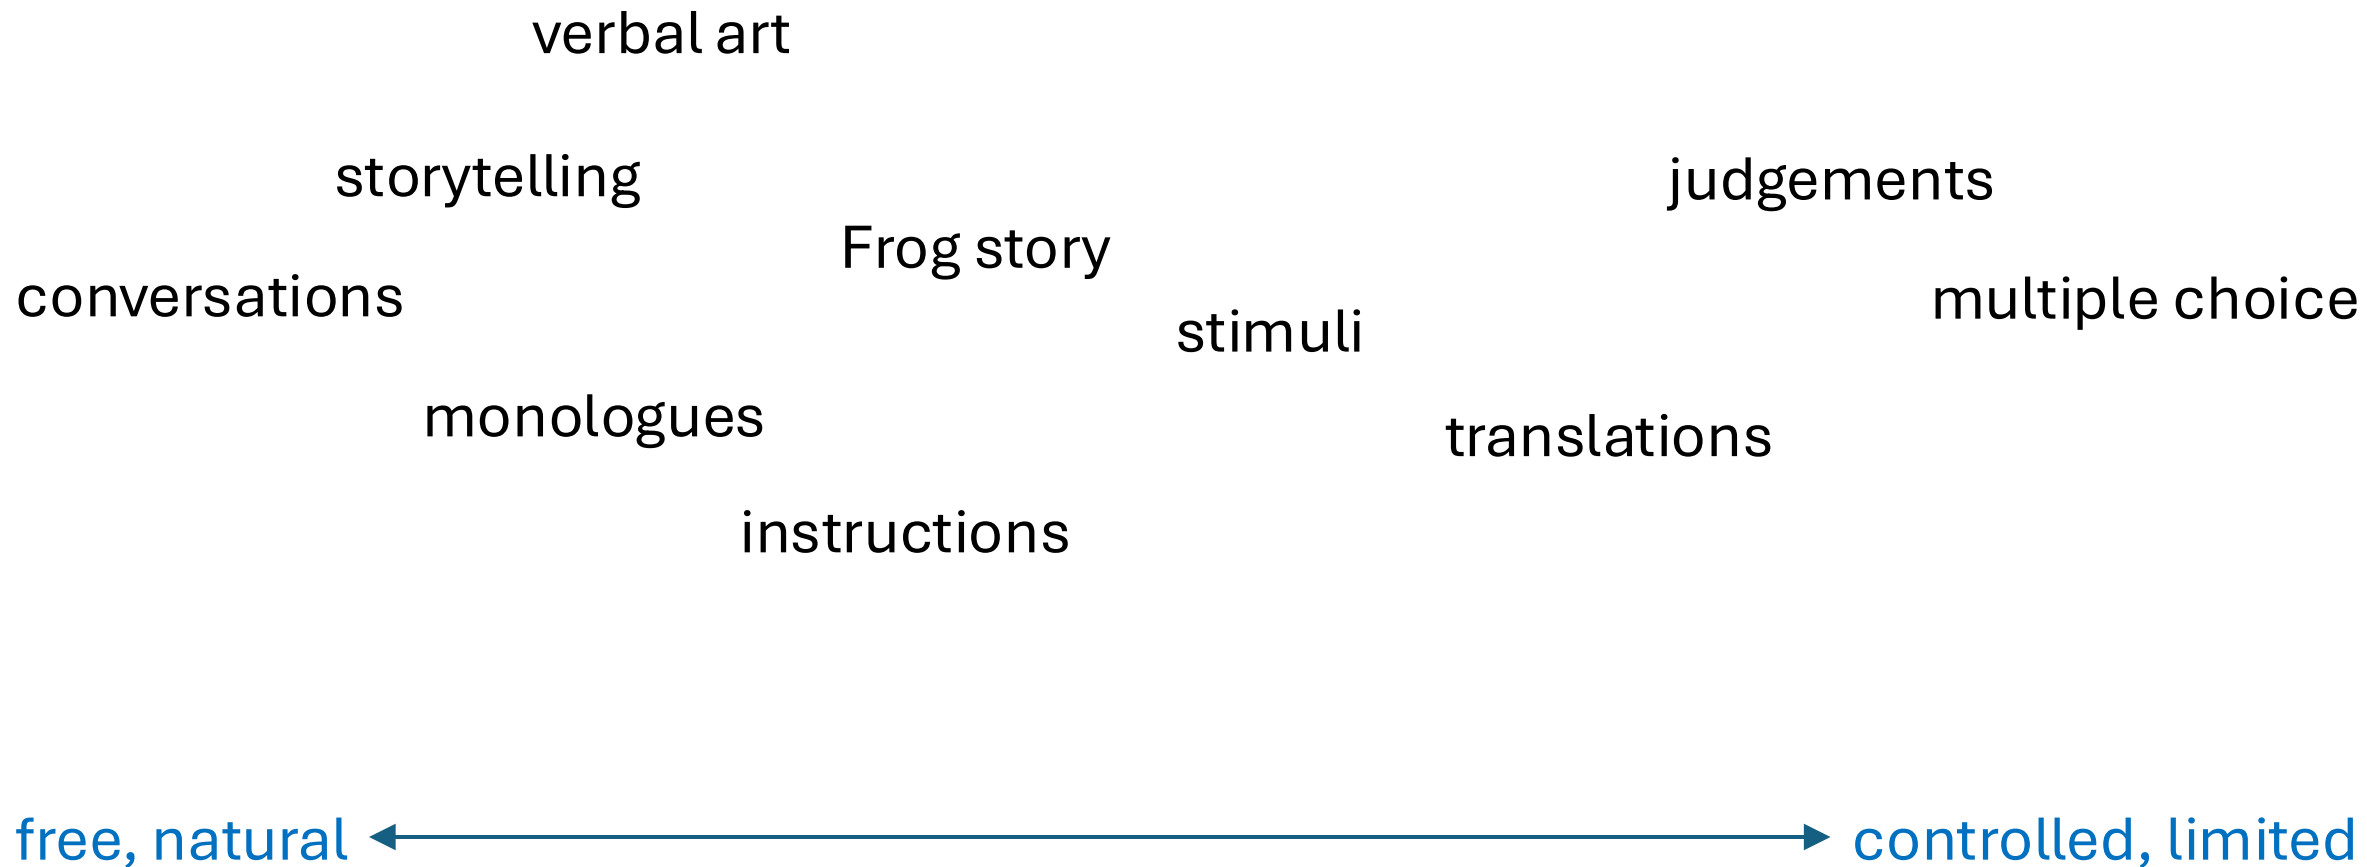 verbal art
storytelling
judgements
Frog story
conversations
multiple choice
stimuli
monologues
translations
instructions
free, natural
controlled, limited